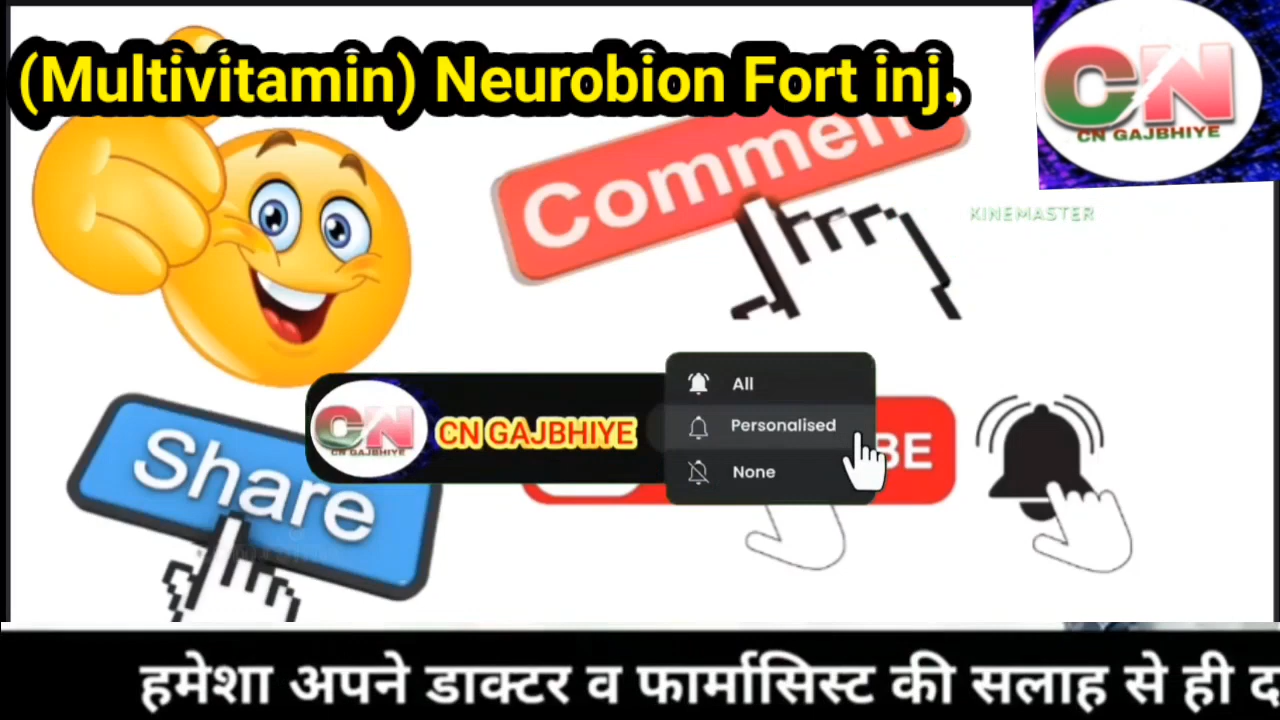 (Multivitamin) Neurobion Fort inj.
CN
CN GAJBHIYE
Commen
KINEMASTER
All
CN
CN GAJBHIYE
CN GAJBHIYE
Personalised
BE
None
Share
हमेशा अपने डाक्टर व फार्मासिस्ट की सलाह से ही द